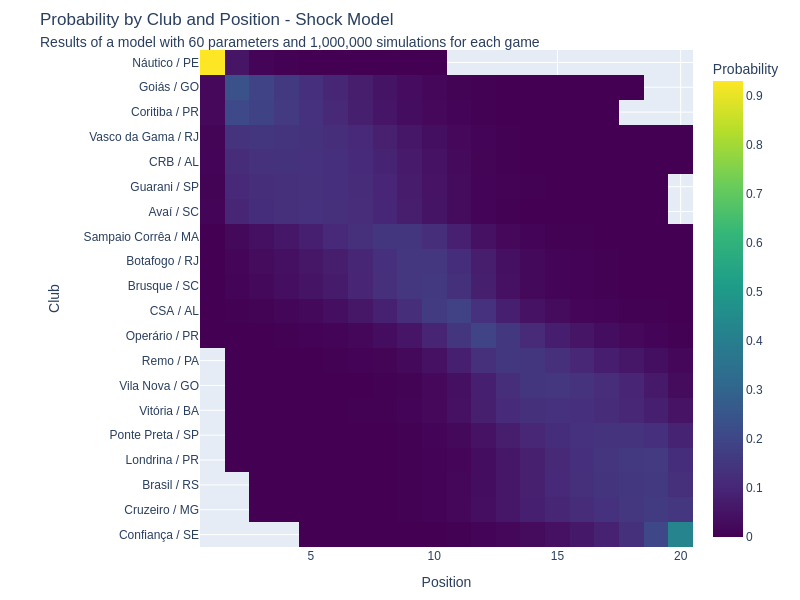 Probability by Club and Position - Shock Model
Results of a model with 60 parameters and 1,000,000 simulations for each game
Probability
Náutico / PE
Goiás / GO
Coritiba / PR
Vasco da Gama / RJ
CRB / AL
Guarani / SP
Avaí / SC
Sampaio Corrêa / MA
Botafogo / RJ
Brusque / SC
CSA / AL
Operário / PR
Remo / PA
Vila Nova / GO
Vitória / BA
Ponte Preta / SP
Londrina / PR
Brasil / RS
Cruzeiro / MG
Confiança / SE
Club
5
10
15
20
Position
0.9
0.8
0.7
0.6
0.5
0.4
0.3
0.2
0.1
0